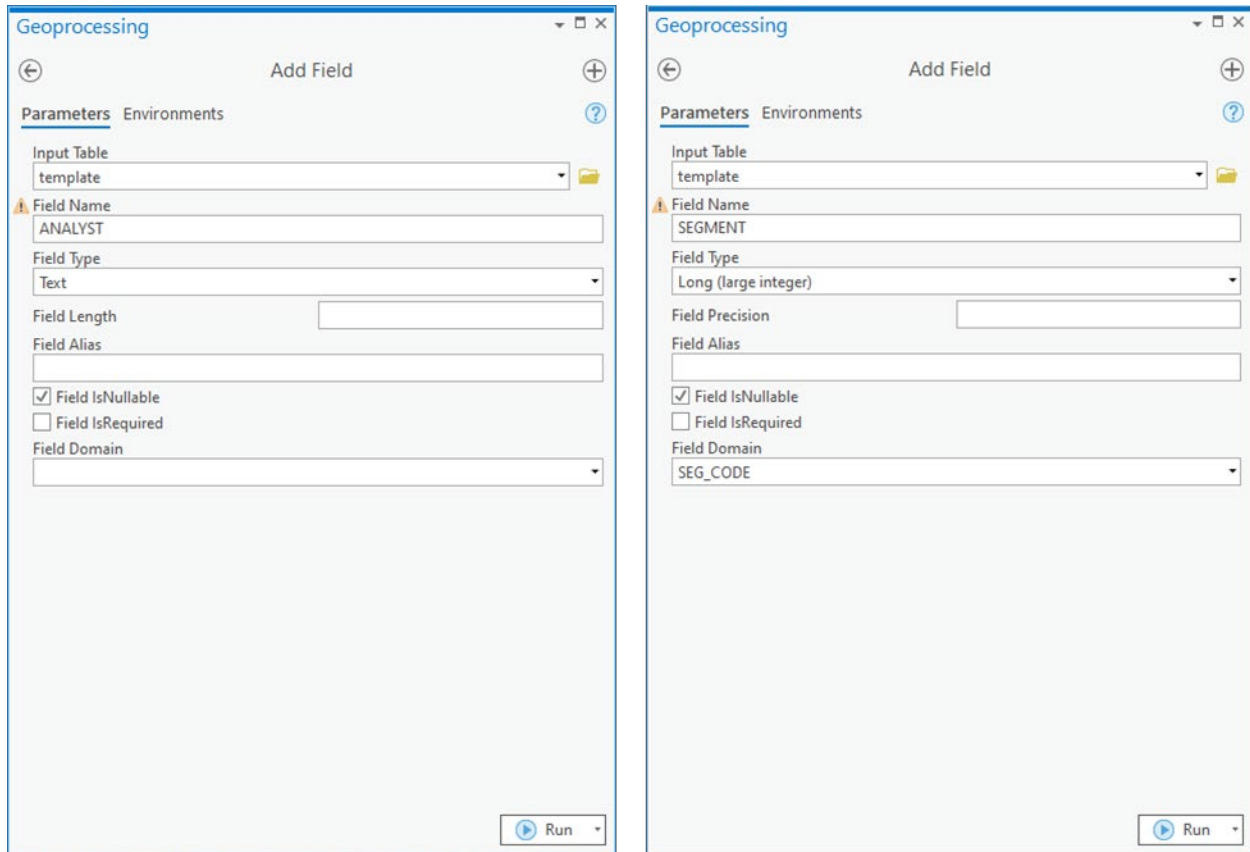 Geoprocessing
Add Field
Parameters Environments
Input Table
template
Field Name
ANALYST
Field Type
Text
Field Length
Field Alias
Field IsNullable
Field IsRequired
Field Domain
Run
Geoprocessing
Add Field
Parameters Environments
Input Table
template
Field Name
SEGMENT
Field Type
Long (large integer)
Field Precision
Field Alias
Field IsNullable
Field IsRequired
Field Domain
SEG_CODE
Run